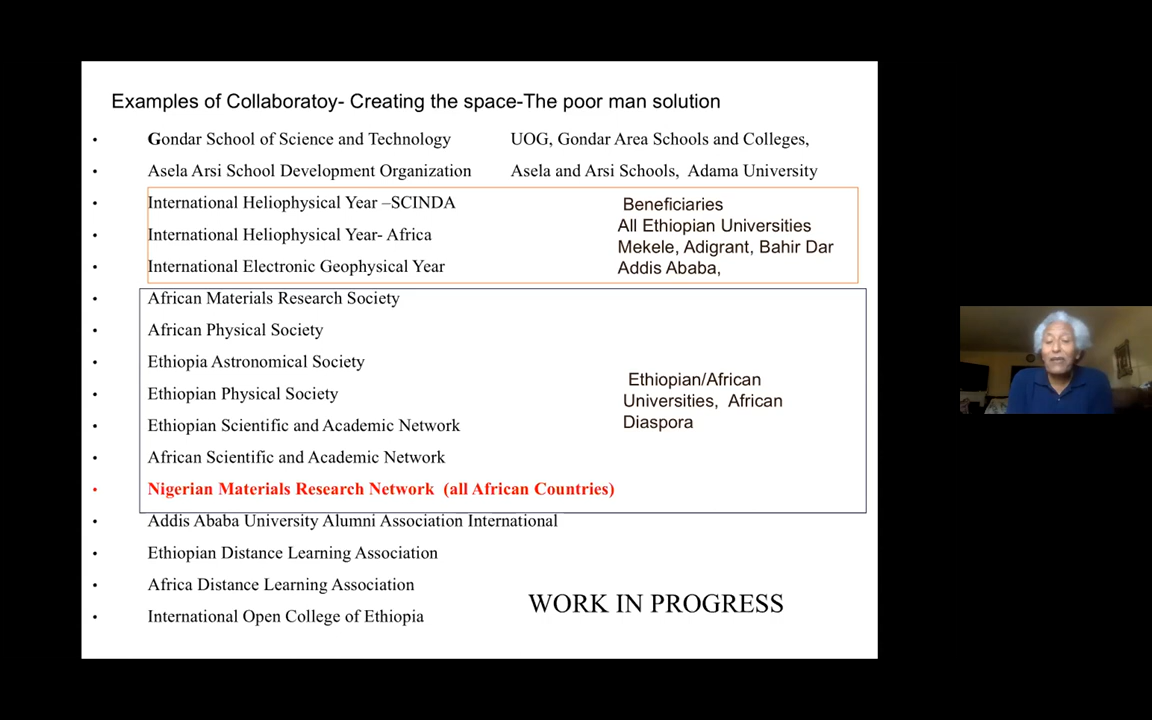 Examples of Collaboratoy- Creating the space-The poor man solution
• Gondar School of Science and Technology UOG, Gondar Area Schools and Colleges,
• Asela Arsi School Development Organization Asela and Arsi Schools, Adama University
• International Heliophysical Year –SCINDA
• International Heliophysical Year- Africa
• International Electronic Geophysical Year
Beneficiaries
All Ethiopian Universities
Mekele, Adigrant, Bahir Dar
Addis Ababa,
• African Materials Research Society
• African Physical Society
• Ethiopia Astronomical Society
• Ethiopian Physical Society
• Ethiopian Scientific and Academic Network
• African Scientific and Academic Network
• Nigerian Materials Research Network (all African Countries)
Ethiopian/African
Universities, African
Diaspora
• Addis Ababa University Alumni Association International
• Ethiopian Distance Learning Association
• Africa Distance Learning Association
• International Open College of Ethiopia
WORK IN PROGRESS